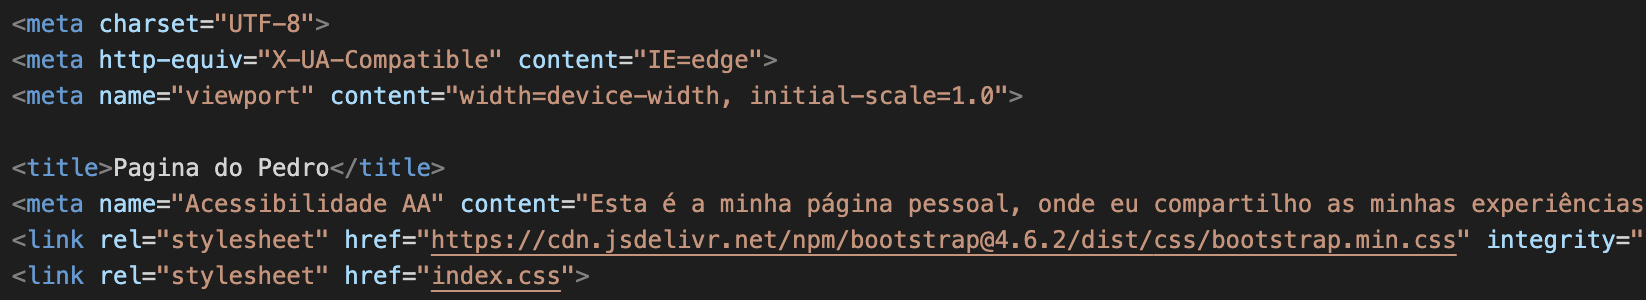 <meta charset="UTF-8">
<meta http-equiv="X-UA-Compatible" content="IE=edge">
<meta name="viewport" content="width=device-width, initial-scale=1.0">
<title>Pagina do Pedro</title>
<meta name="Acessibilidade AA" content="Esta é a minha página pessoal, onde eu compartilho as minhas experiências
<link rel="stylesheet" href="https://cdn.jsdelivr.net/npm/bootstrap@4.6.2/dist/css/bootstrap.min.css" integrity="
<link rel="stylesheet" href="index.css">